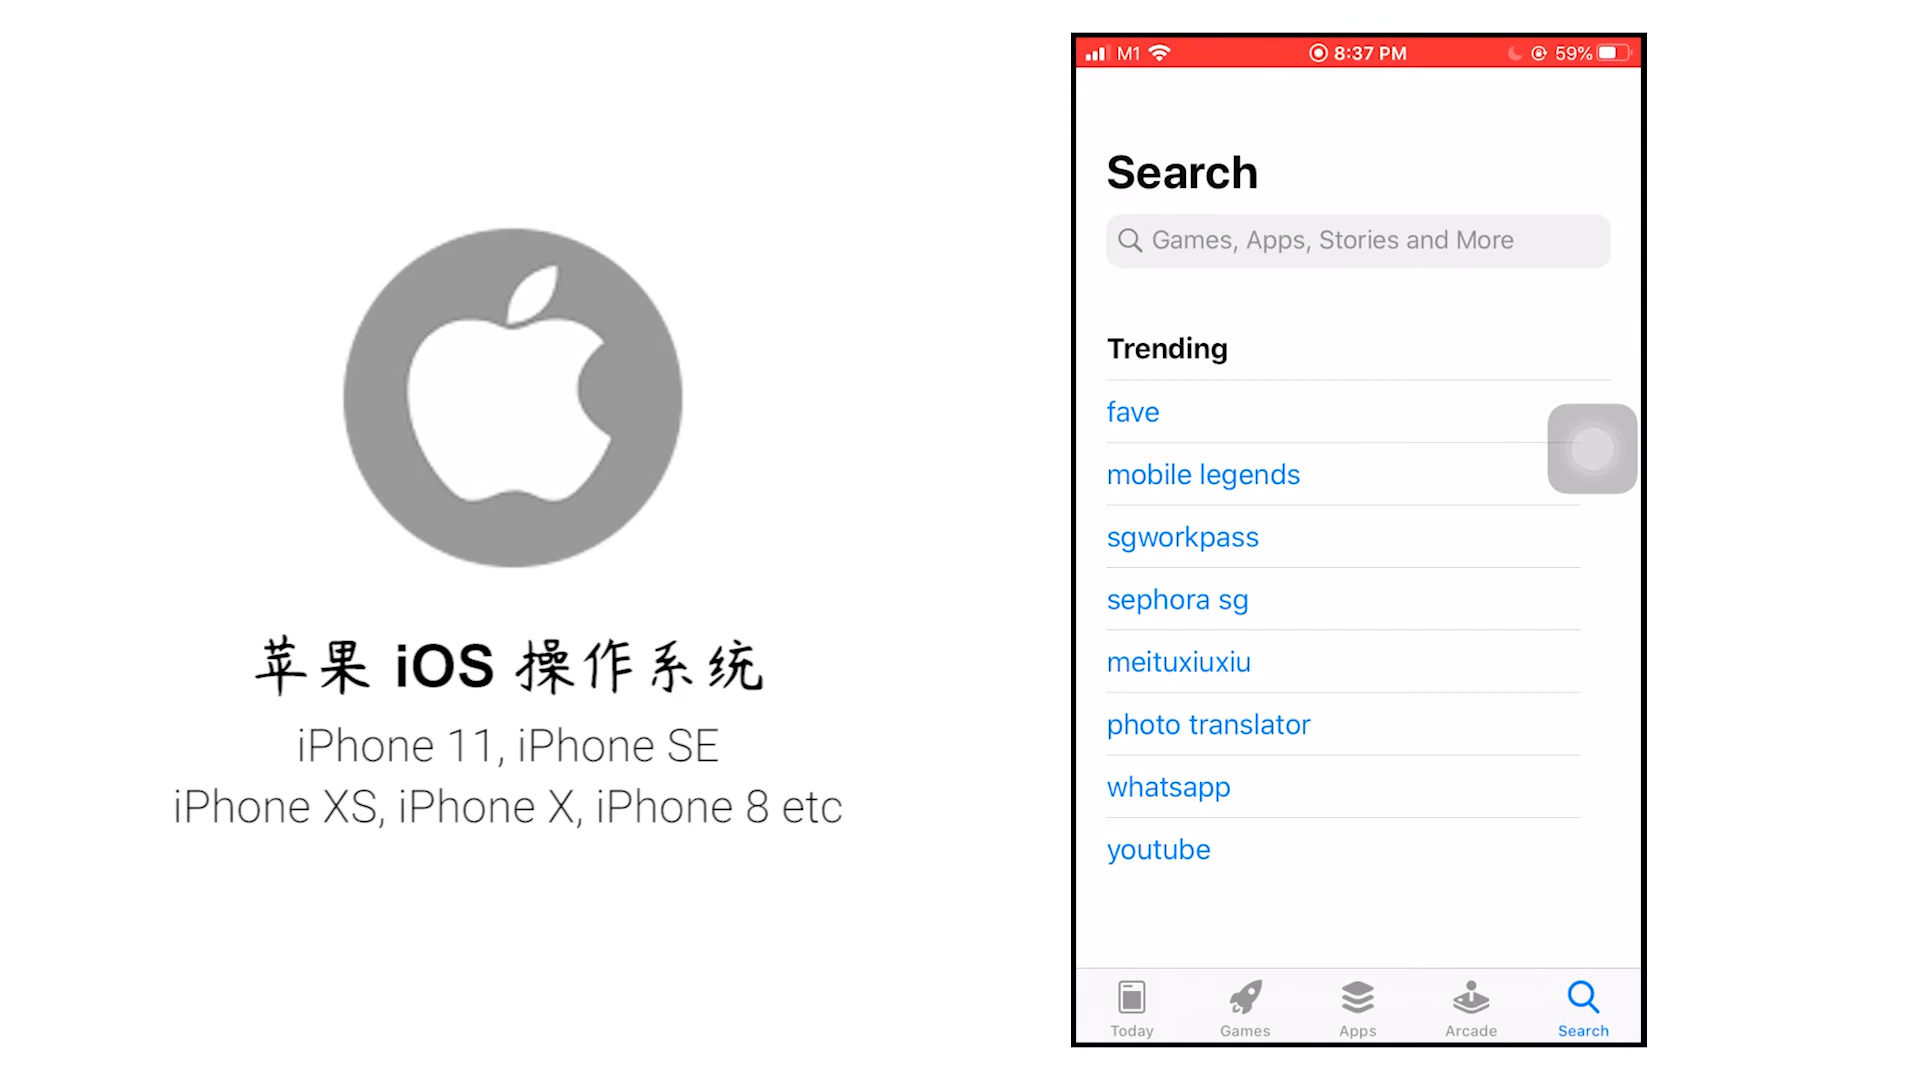 苹果 iOS 操作系统
iPhone 11, iPhone SE
iPhone XS, iPhone X, iPhone 8 etc
M1 8:37 PM 59%
Search
Games, Apps, Stories and More
Trending
fave
mobile legends
sgworkpass
sephora sg
meituxiuxiu
photo translator
whatsapp
youtube
Today Games Apps Arcade Search